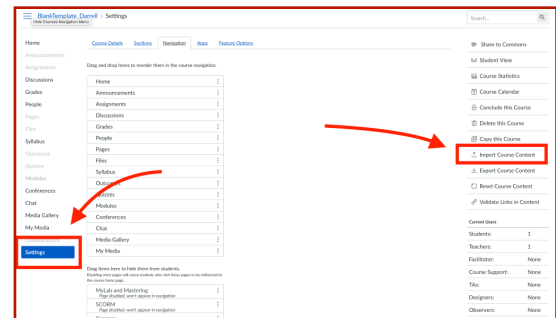 BlankTemplate_Darrell › Settings
Hide Courses Navigation Menu
Search...
Home
Announcements
Assignments
Discussions
Grades
People
Pages
Files
Syllabus
Outcomes
Quizzes
Modules
Conferences
Chat
Media Gallery
My Media
Settings
Course Details Sections Navigation Apps Feature Options
Drag and drop items to reorder them in the course navigation.
Home
Announcements
Assignments
Discussions
Grades
People
Pages
Files
Syllabus
Outcomes
Quizzes
Modules
Conferences
Chat
Media Gallery
My Media
Drag items here to hide them from students.
Disabling most pages will cause students who visit those pages to be redirected to
the course home page.
MyLab and Mastering
Page disabled, won't appear in navigation
SCORM
Page disabled, won't appear in navigation
Share to Commons
Student View
Course Statistics
Course Calendar
Conclude this Course
Delete this Course
Copy this Course
Import Course Content
Export Course Content
Reset Course Content
Validate Links in Content
Current Users
Students: 1
Teachers: 1
Facilitator: None
Course Support: None
TAs: None
Designers: None
Observers: None